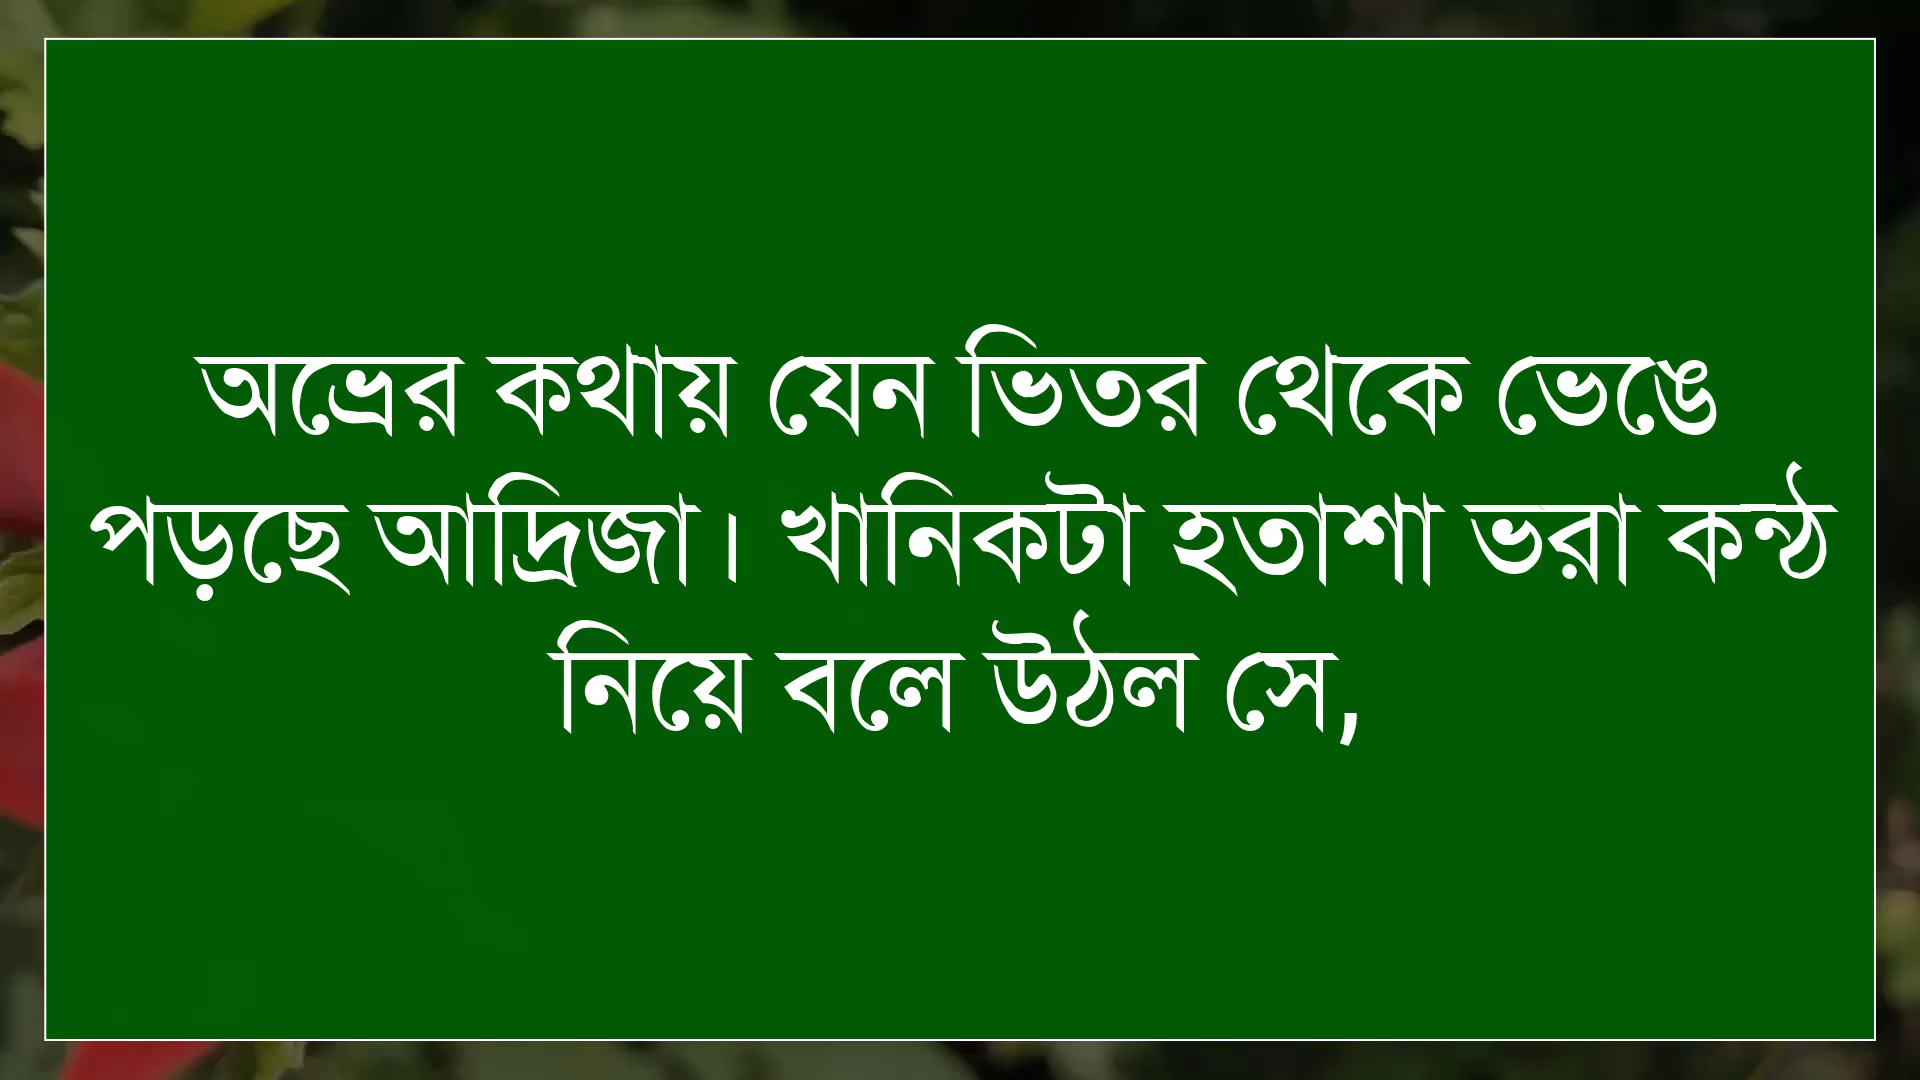 অভ্রের কথায় যেন ভিতর থেকে ভেঙে
পড়ছে আদ্রিজা। খানিকটা হতাশা ভরা কন্ঠ
নিয়ে বলে উঠল সে,